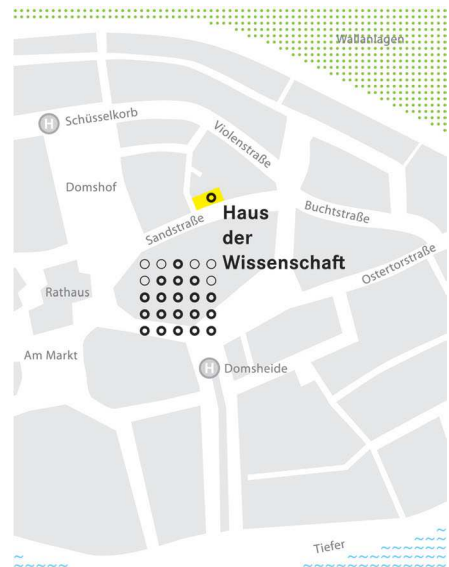 Wallanlagen
H Schüsselkorb
Violenstraße
Domshof
Haus
der
Wissenschaft
Buchtstraße
Sandstraße
Ostertorstraße
Rathaus
Am Markt
H Domsheide
Tiefer